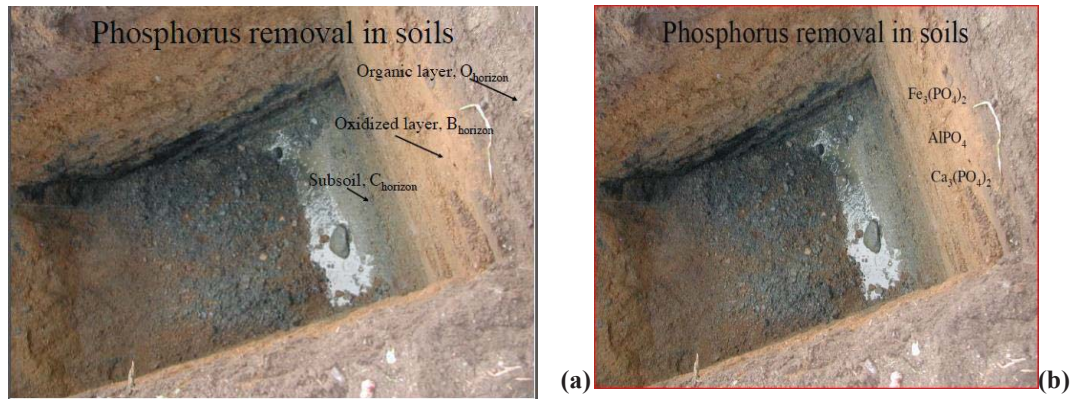 Phosphorus removal in soils
Organic layer, Ohorizon
Oxidized layer, Bhorizon
Subsoil, Chorizon
(a)
Phosphorus removal in soils
Fe3(PO4)2
AlPO4
Ca3(PO4)2
(b)